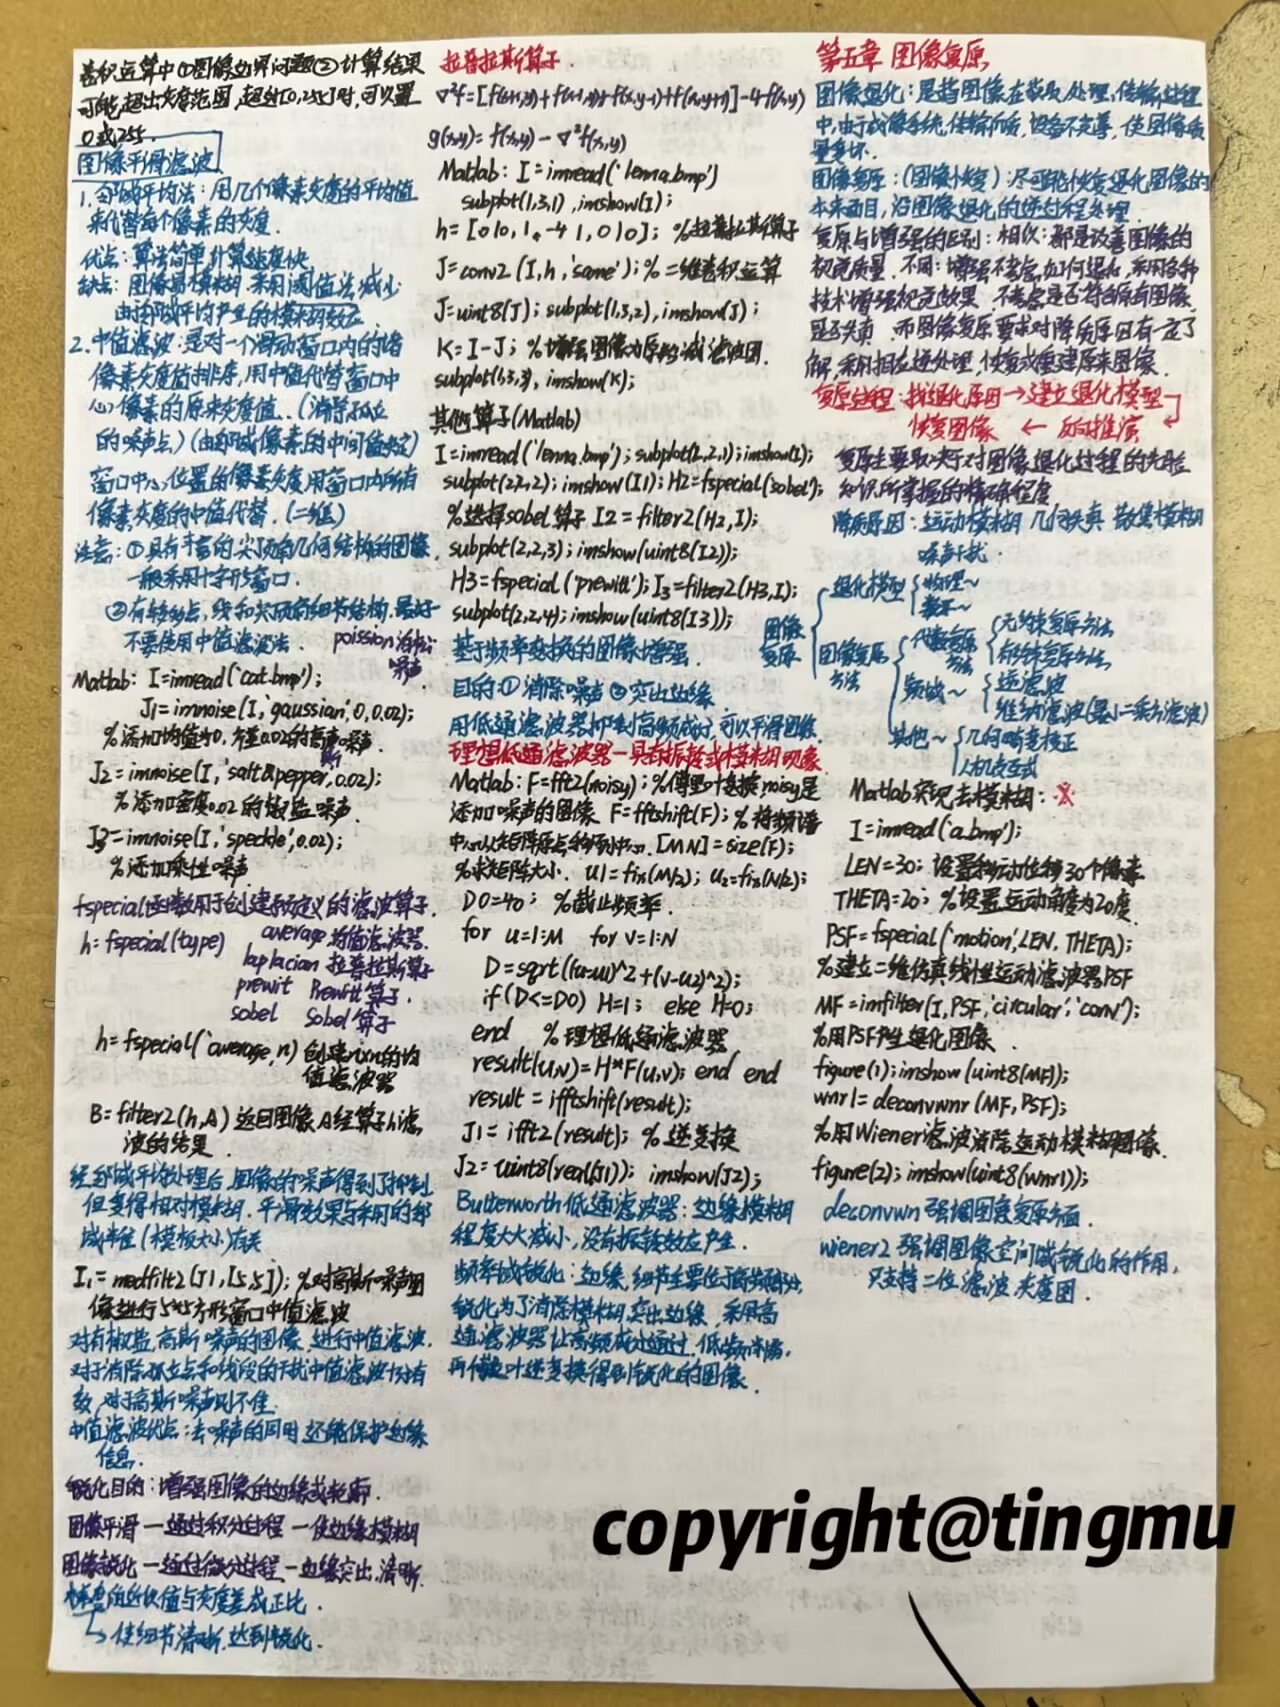 卷积运算中①图像边界问题②计算结果
可能超出灰度范围,超过[0,255]时,可以置
0或255.
图像平滑滤波
1.邻域平均法:用几个像素灰度的平均值
来代替每个像素的灰度.
优点:算法简单计算速度快
缺点:图像易模糊,采用阈值法减少
由邻域平均产生的模糊效应
2.中值滤波:是对一个滑动窗口内的诸
像素灰度值排序,用中值代替窗口中
心像素的原来灰度值.(消除孤立
的噪声点)(由邻域像素的中间值决定)
窗口中心位置的像素灰度用窗口内所有
像素灰度的中值代替.(二维)
注意:①具有丰富的尖顶角几何结构的图像,
一般采用十字形窗口.
②有较多点,线和尖顶角细节结构,最好
不要使用中值滤波法. poission泊松
噪声
Matlab: I=imread('cat.bmp');
J1=imnoise(I,'gaussian',0,0.02);
%添加均值为0,方差0.02的高斯噪声.
J2=imnoise(I,'salt&pepper',0.02);
%添加密度0.02的椒盐噪声.
J3=imnoise(I,'speckle',0.02);
%添加乘性噪声
fspecial函数用于创建预定义的滤波算子.
h=fspecial(type) average 均值滤波器.
laplacian 拉普拉斯算子
prewit Prewitt算子.
sobel Sobel算子
h=fspecial('average,n) 创建n×n的均
值滤波器
B=filter2(h,A) 返回图像A经算子h滤
波的结果.
经邻域平均处理后,图像的噪声得到了抑制
但变得相对模糊.平滑效果与采用的邻
域半径(模板大小)有关
I1=medfilt2(J1,[5,5]);%对高斯噪声图
像进行5*5方形窗口中值滤波
对有椒盐,高斯噪声的图像,进行中值滤波.
对于消除孤立点和线段的干扰中值滤波十分有
效,对于高斯噪声则不佳.
中值滤波优点:去噪声的同时还能保护边缘
信息.
锐化目的:增强图像的边缘或轮廓.
图像平滑—通过积分过程—使边缘模糊
图像锐化—通过微分过程—边缘突出,清晰.
梯度的近似值与灰度差成正比.
↳使细节清晰,达到锐化.
拉普拉斯算子.
▽²f=[f(x+1,y)+f(x-1,y)+f(x,y-1)+f(x,y+1)]-4f(x,y)
g(x,y)=f(x,y)-▽²f(x,y)
Matlab: I=imread('lenna.bmp')
subplot(1,3,1),imshow(I);
h=[0 1 0,1,-4 1,0 1 0];%拉普拉斯算子
J=conv2(I,h,'same');%二维卷积运算
J=uint8(J); subplot(1,3,2),imshow(J);
K=I-J; %增强图像为原始减滤波图.
subplot(1,3,3),imshow(K);
其他算子(Matlab)
I=imread('lenna.bmp');subplot(2,2,1);imshow(I);
subplot(2,2,2);imshow(I1);H2=fspecial('sobel');
%选择sobel算子 I2=filter2(H2,I);
subplot(2,2,3);imshow(uint8(I2));
H3=fspecial('prewitt');I3=filter2(H3,I);
subplot(2,2,4);imshow(uint8(I3));
基于频率变换的图像增强.
目的:①消除噪声②突出边缘
用低通滤波器抑制高频成分,可以平滑图像.
理想低通滤波器—具有振铃或模糊现象
Matlab: F=fft2(noisy);%傅里叶变换,noisy是
添加噪声的图像 F=fftshift(F);%将频谱
中心从矩阵原点移到中心.[M N]=size(F);
%求矩阵大小. u1=fix(M/2); u2=fix(N/2);
D0=40; %截止频率.
for u=1:M for v=1:N
D=sqrt((u-u1)^2+(v-u2)^2);
if(D<=D0) H=1; else H=0;
end %理想低通滤波器
result(u,v)=H*F(u,v); end end
result=ifftshift(result);
J1=ifft2(result); %逆变换
J2=uint8(real(J1)); imshow(J2);
Butterworth低通滤波器:边缘模糊
程度大大减小,没有振铃效应产生.
频率域锐化:边缘,细节主要位于高频部分,
锐化为了消除模糊,突出边缘.采用高
通滤波器让高频成分通过,低频削弱,
再傅里叶逆变换得到锐化的图像.
第五章 图像复原
图像退化:是指图像在获取,处理,传输过程
中,由于成像系统,传输介质,设备不完善,使图像质
量变坏.
图像复原:(图像恢复):尽可能恢复退化图像的
本来面目,沿图像退化的逆过程处理.
复原与增强的区别:相似:都是改善图像的
视觉质量.不同:增强不考虑如何退化,采用各种
技术增强视觉效果.不考虑是否符合原有图像,
是否失真.而图像复原要求对降质原因有一定了
解,采用相应逆处理,恢复或重建原来图像.
复原过程:找退化原因→建立退化模型
恢复图像 ← 反向推演
复原主要取决于对图像退化过程的先验
知识所掌握的精确程度
降质原因:运动模糊 几何失真 散焦模糊
噪声干扰.
图像复原
退化模型 物理~ 数学~
图像复原方法
代数复原方法 无约束复原方法 有约束复原方法
频域~ 逆滤波 维纳滤波(最小二乘方滤波)
其他~ 几何畸变校正 人机交互式
Matlab实现去模糊:
I=imread('a.bmp');
LEN=30; 设置移动位移30个像素
THETA=20; %设置运动角度为20度.
PSF=fspecial('motion',LEN, THETA);
%建立二维仿真线性运动滤波器PSF
MF=imfilter(I,PSF,'circular','conv');
%用PSF产生退化图像.
figure(1);imshow(uint8(MF));
wnr1=deconvwnr(MF,PSF);
%用Wiener滤波消除运动模糊图像.
figure(2);imshow(uint8(wnr1));
deconvwn 强调图像复原方面.
wiener2 强调图像空间域锐化的作用,
只支持二位滤波,灰度图.
copyright@tingmu